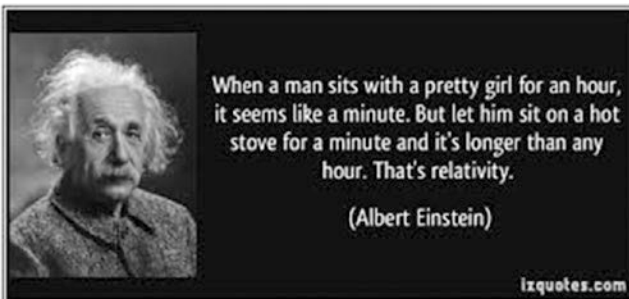 When a man sits with a pretty girl for an hour,
it seems like a minute. But let him sit on a hot
stove for a minute and it's longer than any
hour. That's relativity.
(Albert Einstein)
izquotes.com